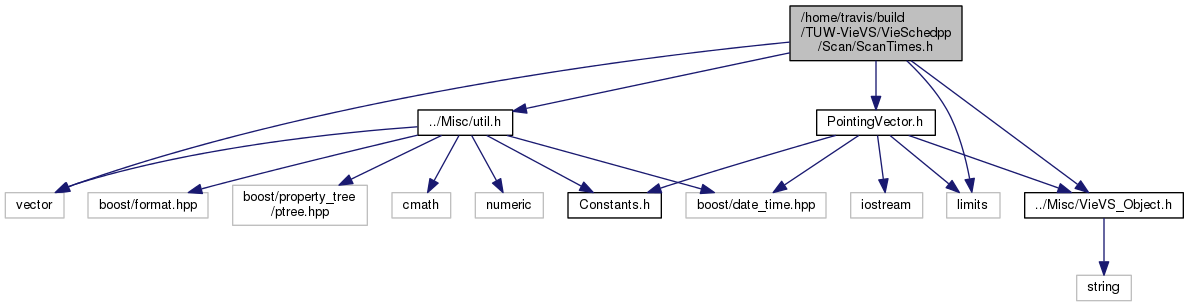 /home/travis/build
/TUW-VieVS/VieSchedpp
/Scan/ScanTimes.h
../Misc/util.h
PointingVector.h
vector
boost/format.hpp
boost/property_tree
/ptree.hpp
cmath
numeric
Constants.h
boost/date_time.hpp
iostream
limits
../Misc/VieVS_Object.h
string